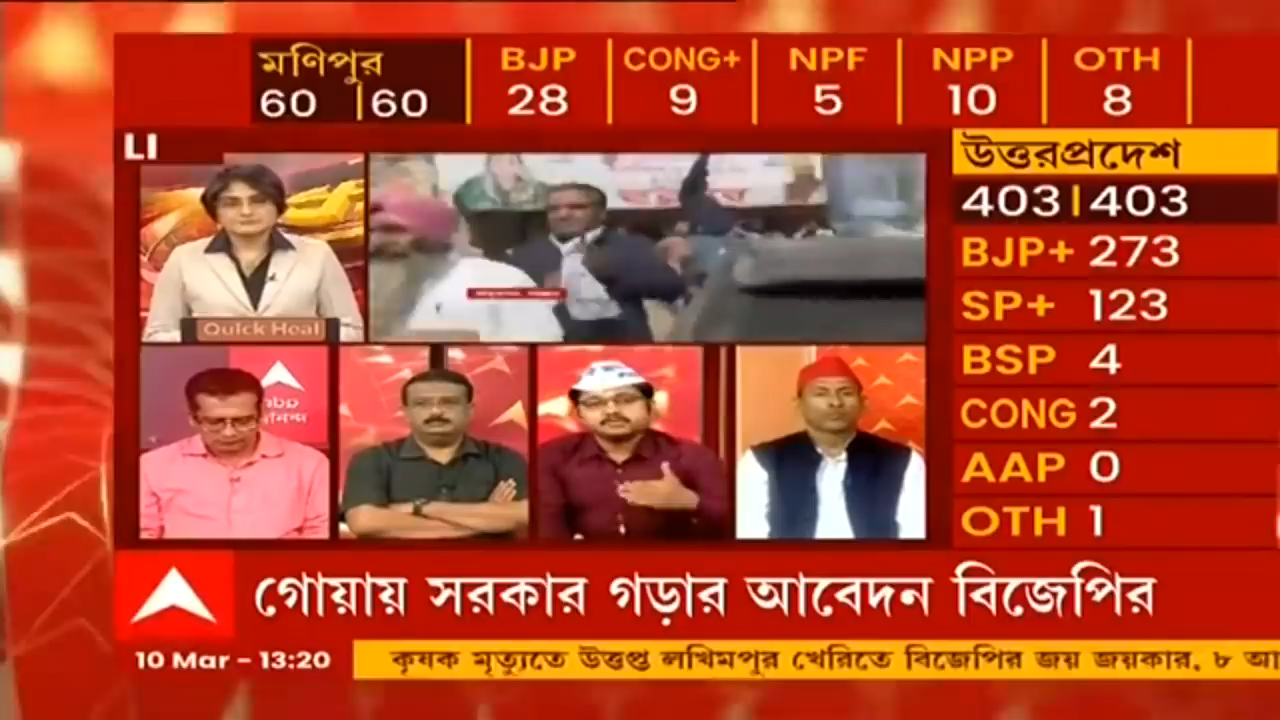 মণিপুর BJP CONG+ NPF NPP OTH
60 60 28 9 5 10 8
LI
উত্তরপ্রদেশ
403 403
BJP+ 273
SP+ 123
BSP 4
CONG 2
AAP 0
OTH 1
Quick Heal
abp
গোয়ায় সরকার গড়ার আবেদন বিজেপির
10 Mar - 13:20
কৃষক মৃত্যুতে উত্তপ্ত লখিমপুর খেরিতে বিজেপির জয় জয়কার, ৮ আ